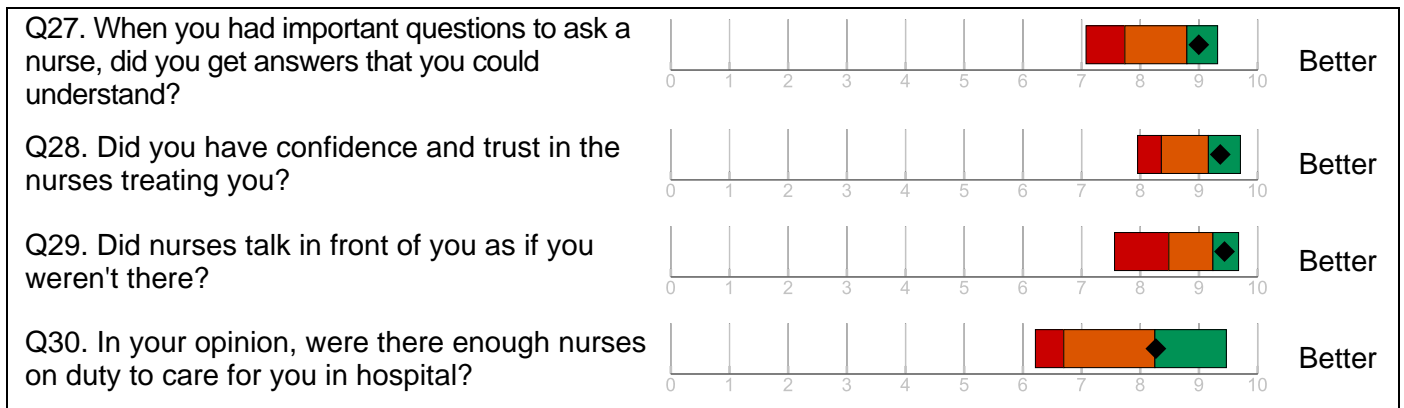 Q27. When you had important questions to ask a
nurse, did you get answers that you could
understand?
0 1 2 3 4 5 6 7 8 9 10
Better
Q28. Did you have confidence and trust in the
nurses treating you?
0 1 2 3 4 5 6 7 8 9 10
Better
Q29. Did nurses talk in front of you as if you
weren't there?
0 1 2 3 4 5 6 7 8 9 10
Better
Q30. In your opinion, were there enough nurses
on duty to care for you in hospital?
0 1 2 3 4 5 6 7 8 9 10
Better